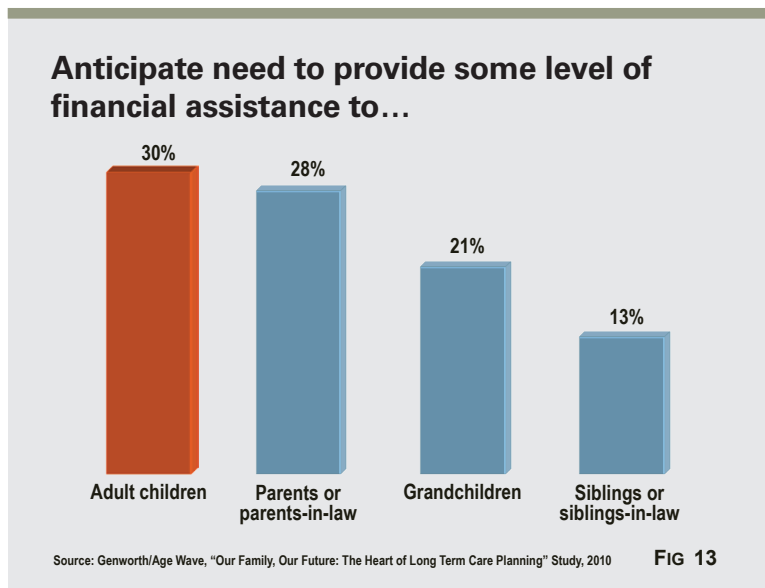 Anticipate need to provide some level of
financial assistance to…
30%
28%
21%
13%
Adult children
Parents or
parents-in-law
Grandchildren
Siblings or
siblings-in-law
Source: Genworth/Age Wave, “Our Family, Our Future: The Heart of Long Term Care Planning” Study, 2010
FIG 13